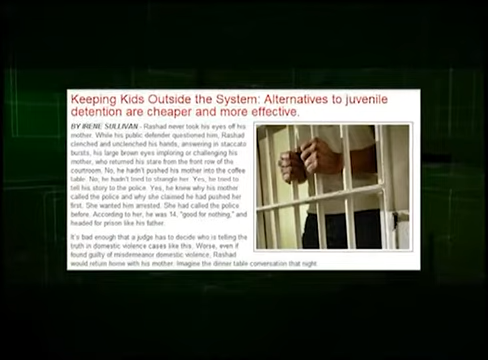 Keeping Kids Outside the System: Alternatives to juvenile
detention are cheaper and more effective.
BY IRENE SULLIVAN - Rashad never took his eyes off his
mother. While his public defender questioned him, Rashad
clenched and unclenched his hands, answering in staccato
bursts, his large brown eyes imploring or challenging his
mother, who returned his stare from the front row of the
courtroom. No, he hadn't pushed his mother into the coffee
table. No, he hadn't tried to strangle her. Yes, he tried to
tell his story to the police. Yes, he knew why his mother
called the police and why she claimed he had pushed her
first. She wanted him arrested. She had called the police
before. According to her, he was 14, "good for nothing," and
headed for prison like his father.
It's bad enough that a judge has to decide who is telling the
truth in domestic violence cases like this. Worse, even if
found guilty of misdemeanor domestic violence, Rashad
would return home with his mother. Imagine the dinner table conversation that night